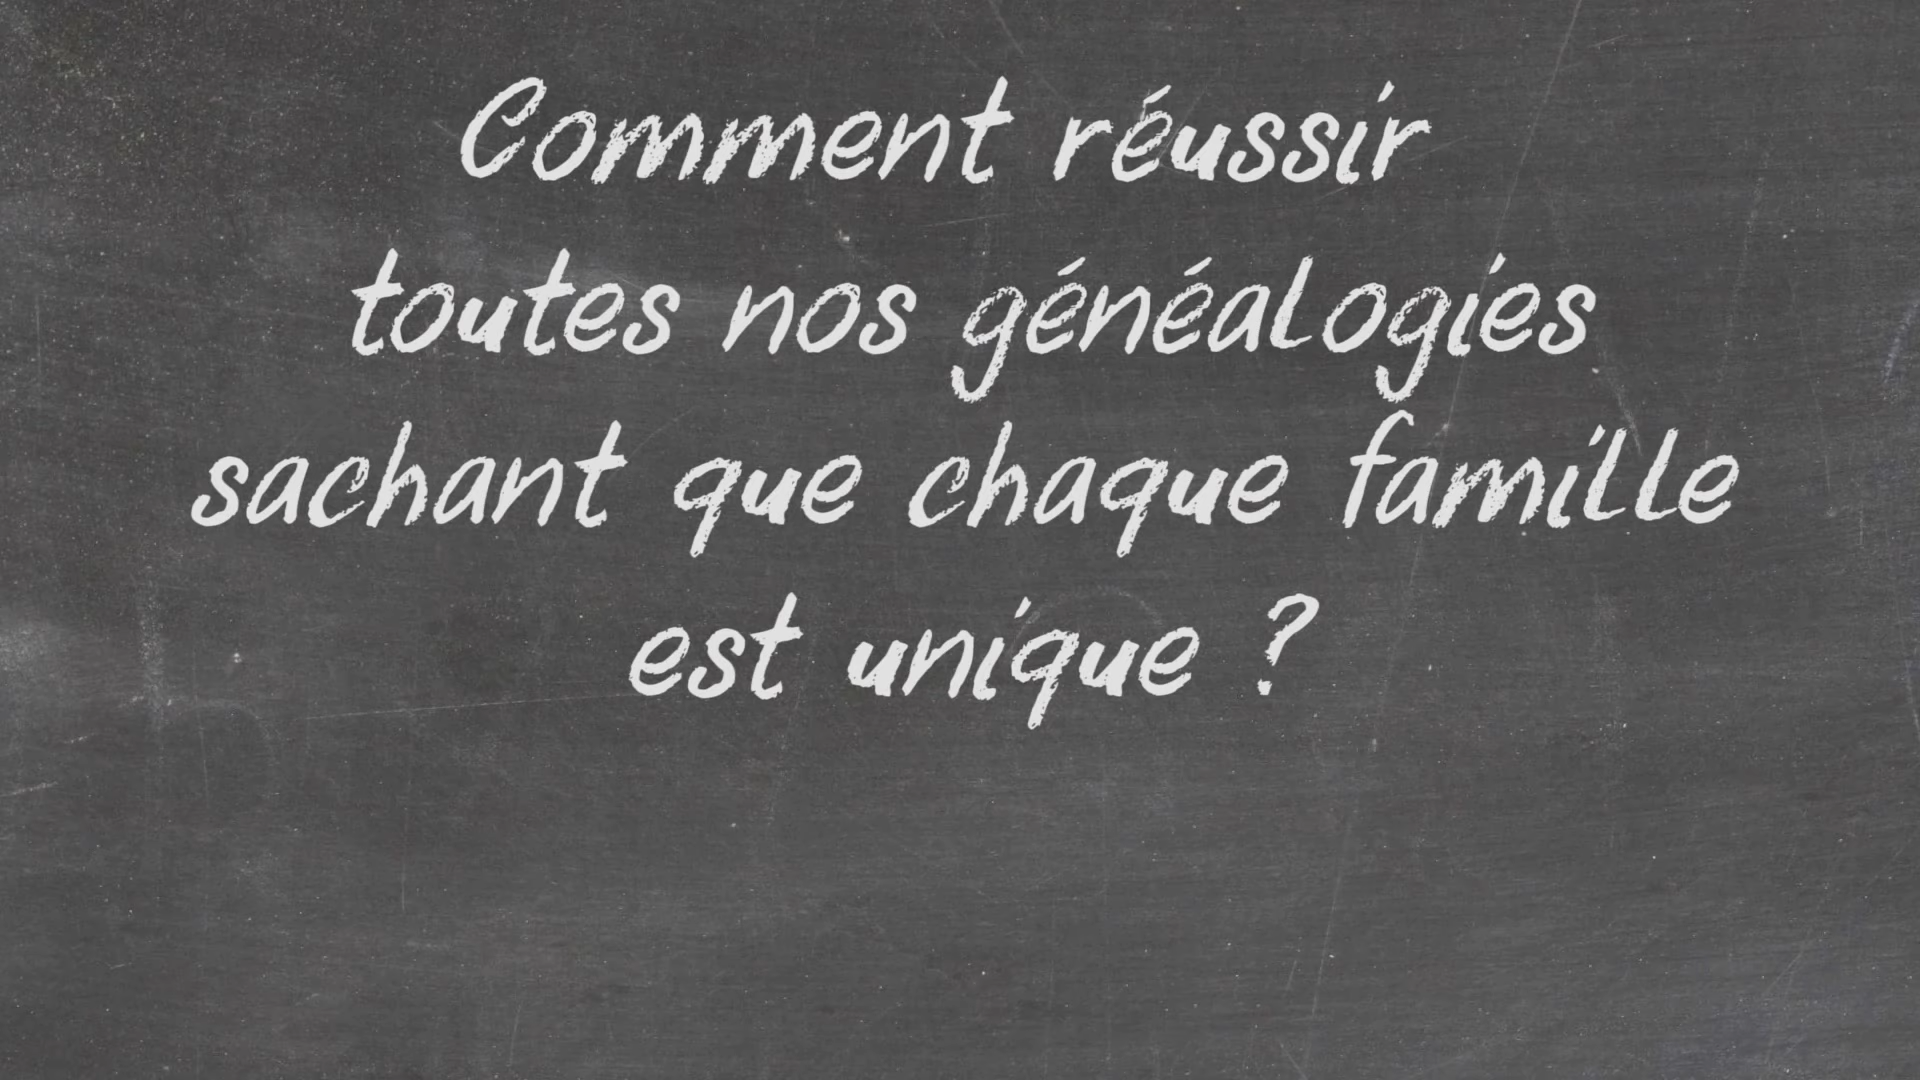 Comment réussir
toutes nos généalogies
sachant que chaque famille
est unique ?